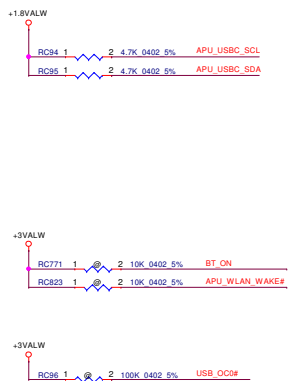 +1.8VALW
RC94 1 2 4.7K_0402_5% APU_USBC_SCL
RC95 1 2 4.7K_0402_5% APU_USBC_SDA
+3VALW
RC771 1 @ 2 10K_0402_5% BT_ON
RC823 1 @ 2 10K_0402_5% APU_WLAN_WAKE#
+3VALW
RC96 1 @ 2 100K_0402_5% USB_OC0#